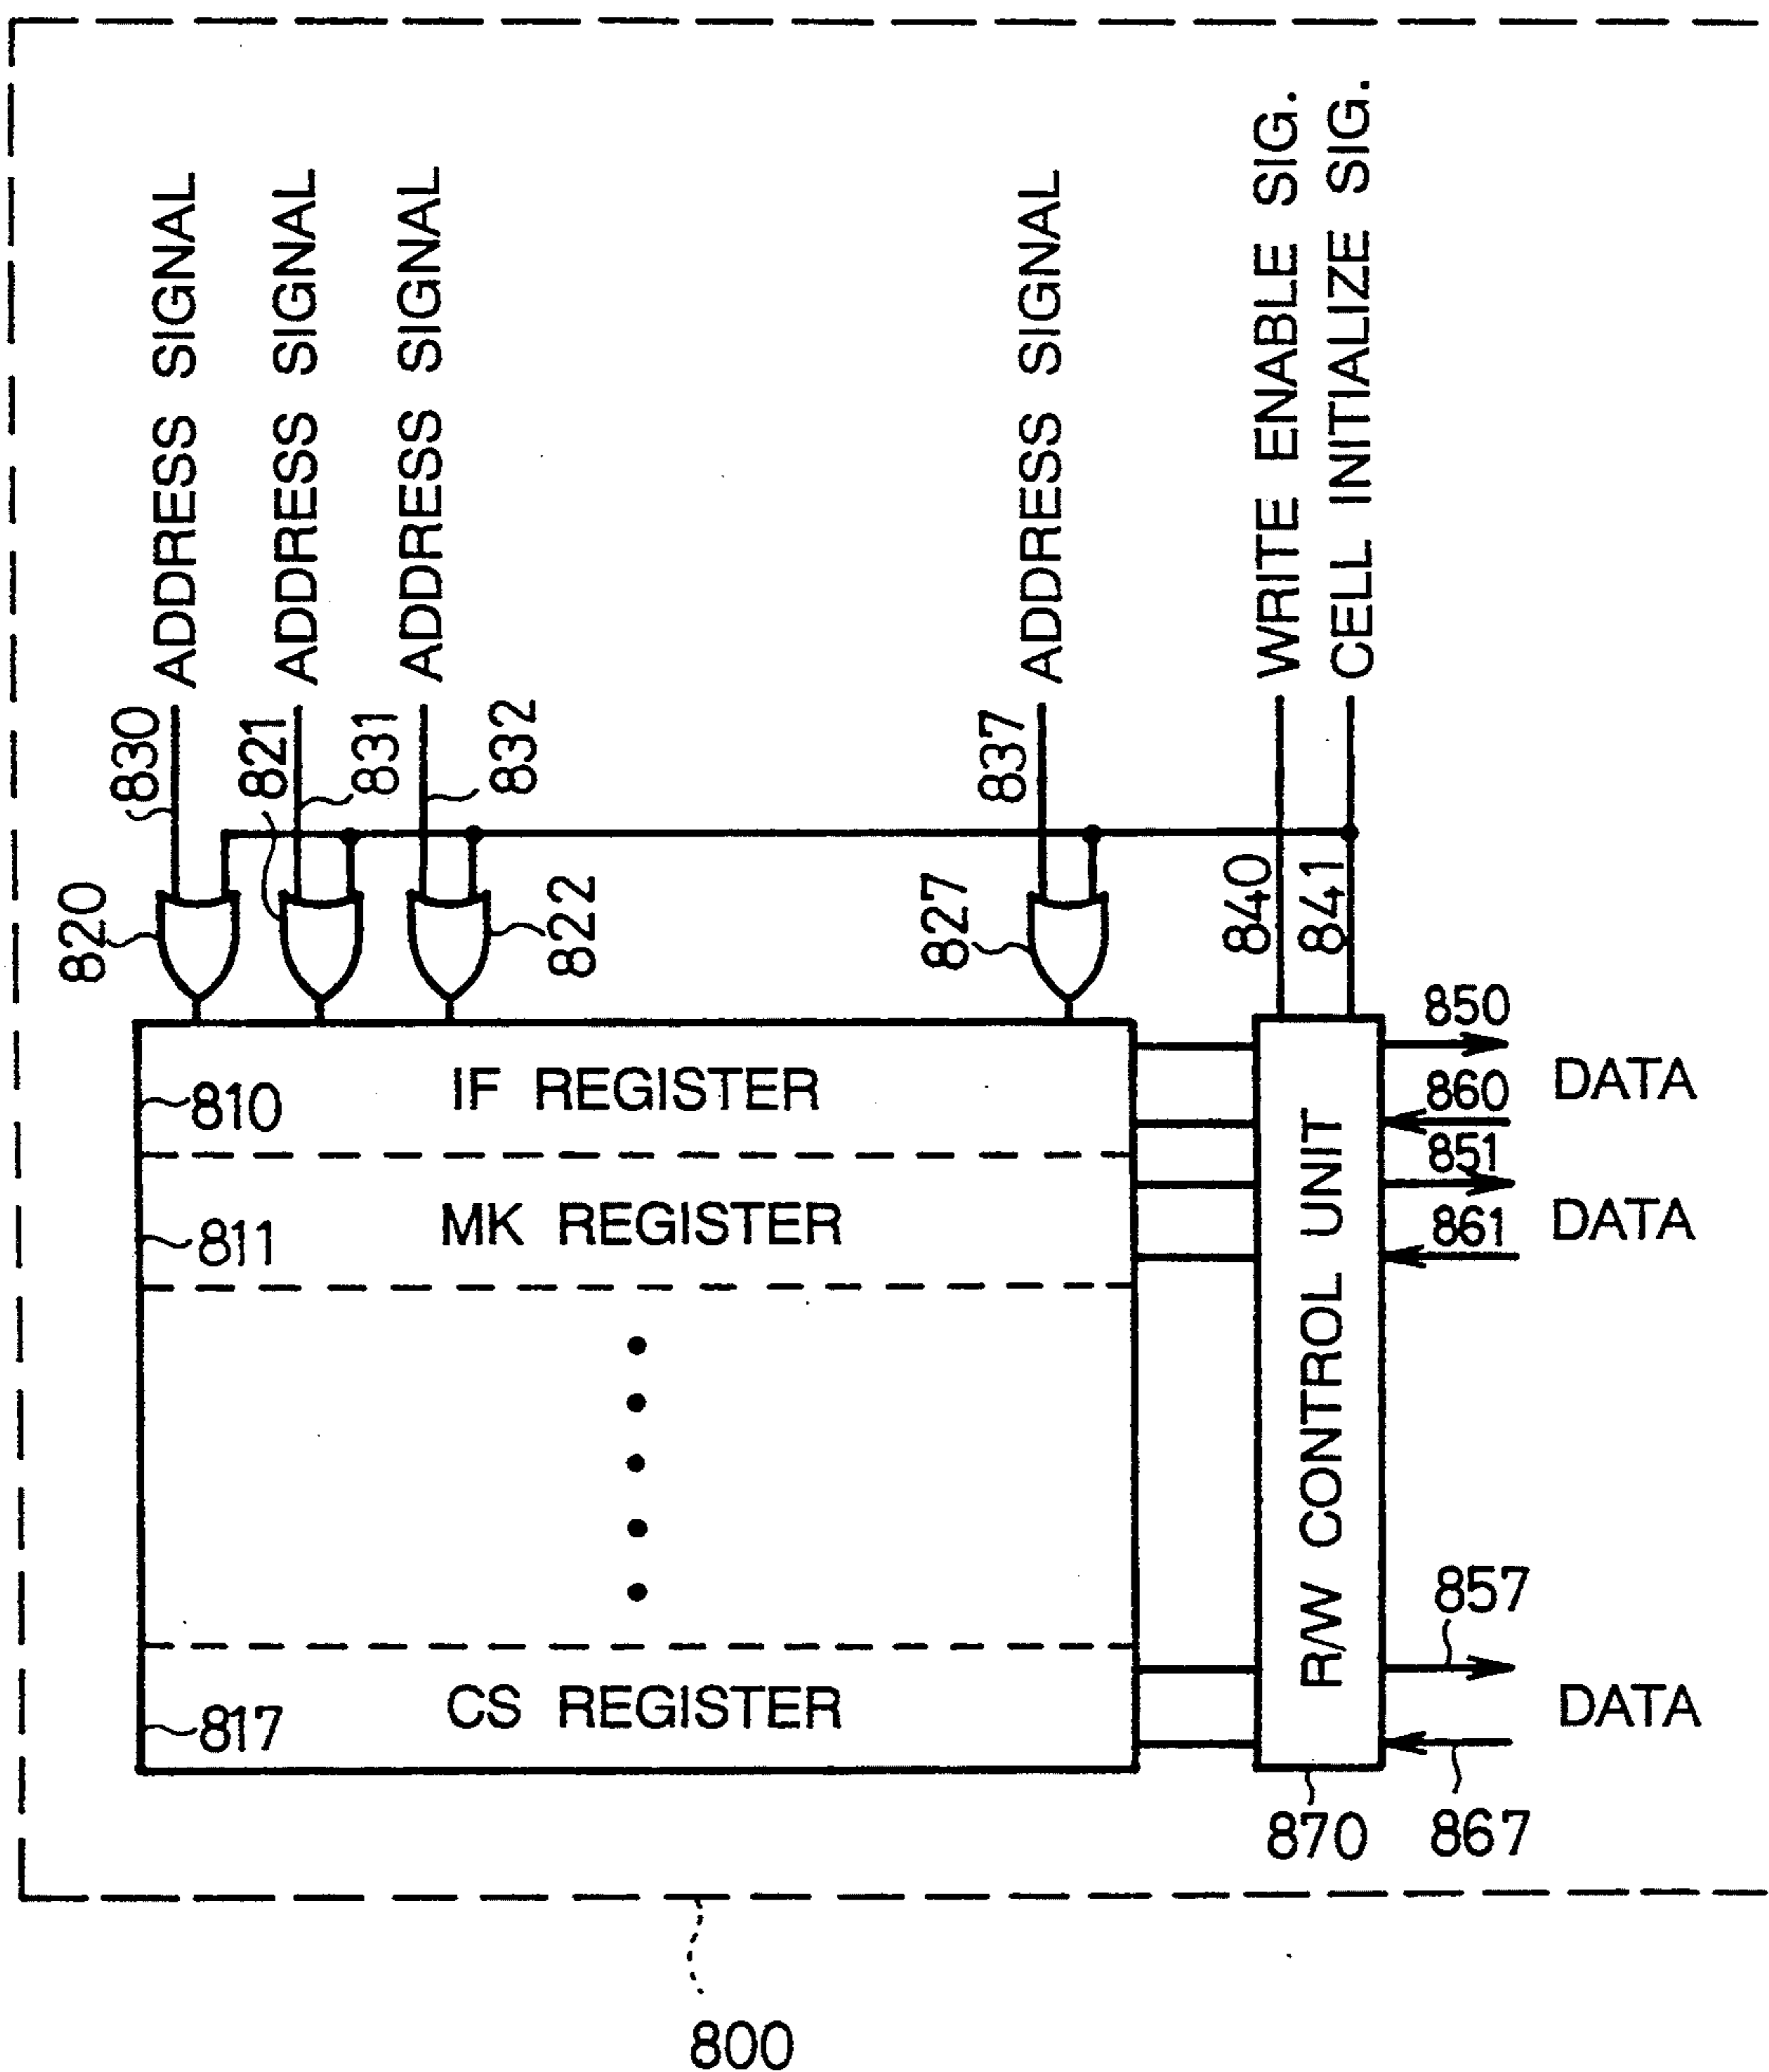 ADDRESS SIGNAL
ADDRESS SIGNAL
ADDRESS SIGNAL
ADDRESS SIGNAL
WRITE ENABLE SIG.
CELL INITIALIZE SIG.
830
821
831
832
837
820
822
827
840
841
IF REGISTER
810
MK REGISTER
811
CS REGISTER
817
R/W CONTROL UNIT
850
DATA
860
851
DATA
861
857
DATA
867
870
800